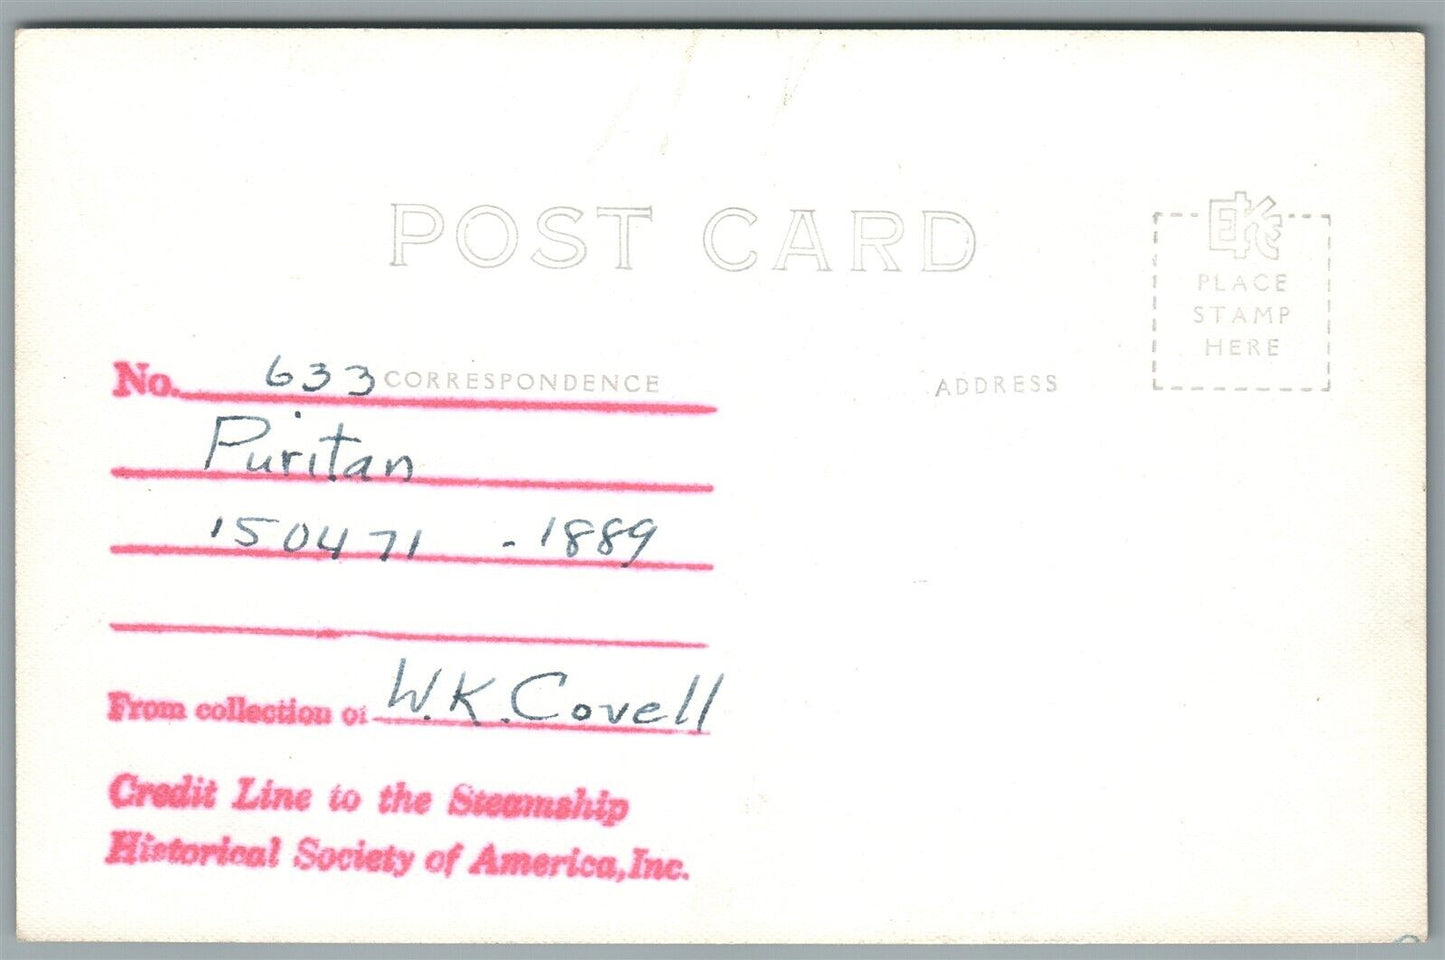 POST CARD
EK
PLACE
STAMP
HERE
CORRESPONDENCE
ADDRESS
No. 633
Puritan
150471 - 1889
From collection of W.K. Covell
Credit Line to the Steamship
Historical Society of America, Inc.